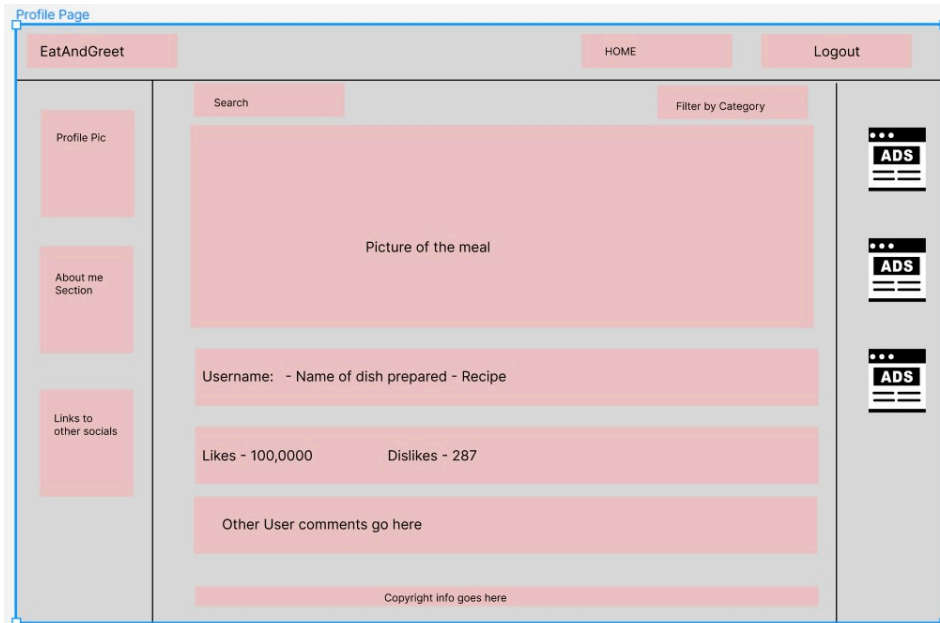 Profile Page
EatAndGreet
HOME
Logout
Search
Filter by Category
Profile Pic
About me
Section
Links to
other socials
Picture of the meal
Username:   - Name of dish prepared - Recipe
Likes - 100,0000
Dislikes - 287
Other User comments go here
Copyright info goes here
ADS
ADS
ADS